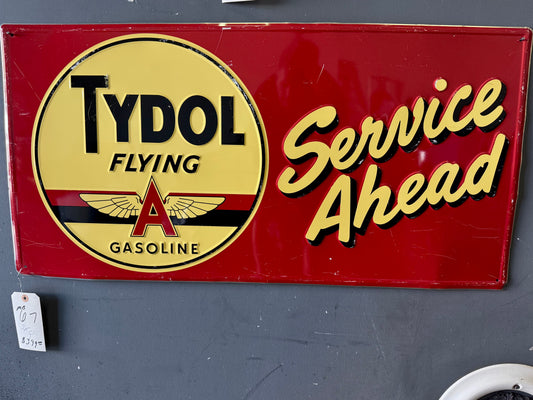 TYDOL
FLYING
A
GASOLINE
Service
Ahead